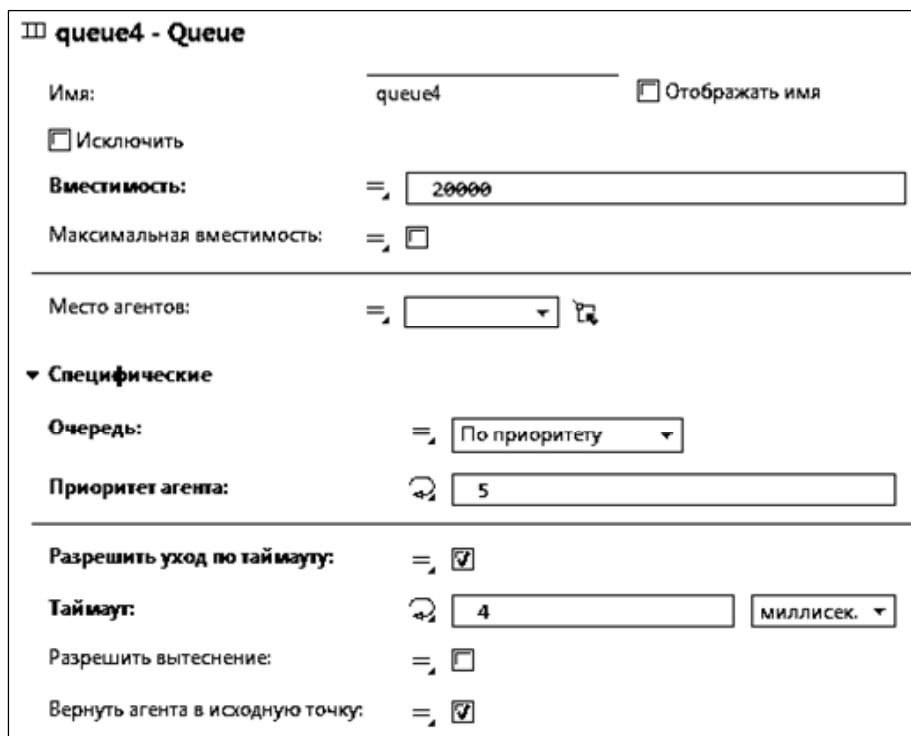 queue4 - Queue
Имя: queue4 Отображать имя
Исключить
Вместимость: 20000
Максимальная вместимость:
Место агентов:
Специфические
Очередь: По приоритету
Приоритет агента: 5
Разрешить уход по таймауту:
Таймаут: 4 миллисек.
Разрешить вытеснение:
Вернуть агента в исходную точку: